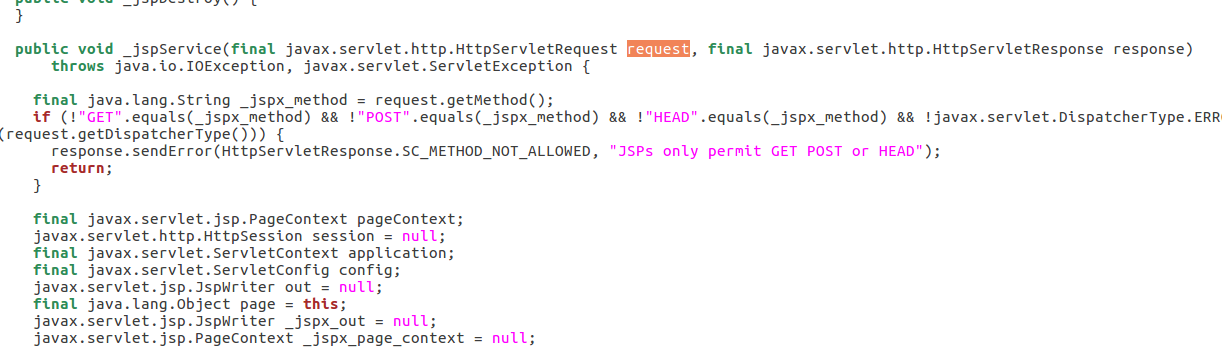 public void _jspDestroy() {
}
public void _jspService(final javax.servlet.http.HttpServletRequest request, final javax.servlet.http.HttpServletResponse response)
throws java.io.IOException, javax.servlet.ServletException {
final java.lang.String _jspx_method = request.getMethod();
if (!"GET".equals(_jspx_method) && !"POST".equals(_jspx_method) && !"HEAD".equals(_jspx_method) && !javax.servlet.DispatcherType.ERRO
(request.getDispatcherType())) {
response.sendError(HttpServletResponse.SC_METHOD_NOT_ALLOWED, "JSPs only permit GET POST or HEAD");
return;
}
final javax.servlet.jsp.PageContext pageContext;
javax.servlet.http.HttpSession session = null;
final javax.servlet.ServletContext application;
final javax.servlet.ServletConfig config;
javax.servlet.jsp.JspWriter out = null;
final java.lang.Object page = this;
javax.servlet.jsp.JspWriter _jspx_out = null;
javax.servlet.jsp.PageContext _jspx_page_context = null;